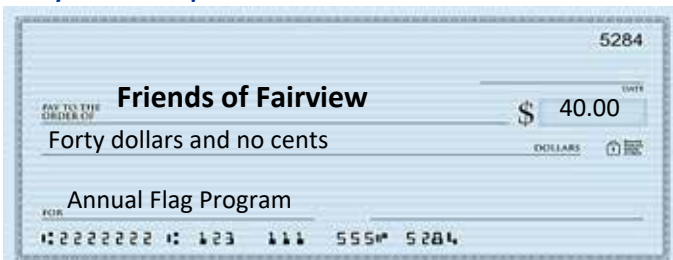 5284
DATE
PAY TO THE
ORDER OF Friends of Fairview $ 40.00
Forty dollars and no cents DOLLARS
FOR Annual Flag Program
⑆2222222⑆ 123 111 555⑈ 5284